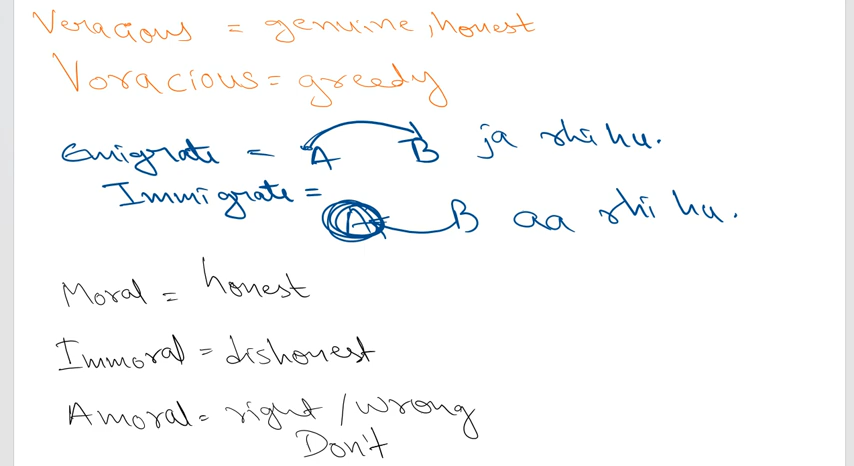 Veracious = genuine, honest
Voracious = greedy
Emigrate = A B ja rhi hu.
Immigrate =
A B aa rhi hu.
Moral = honest
Immoral = dishonest
Amoral = right / wrong
Don't